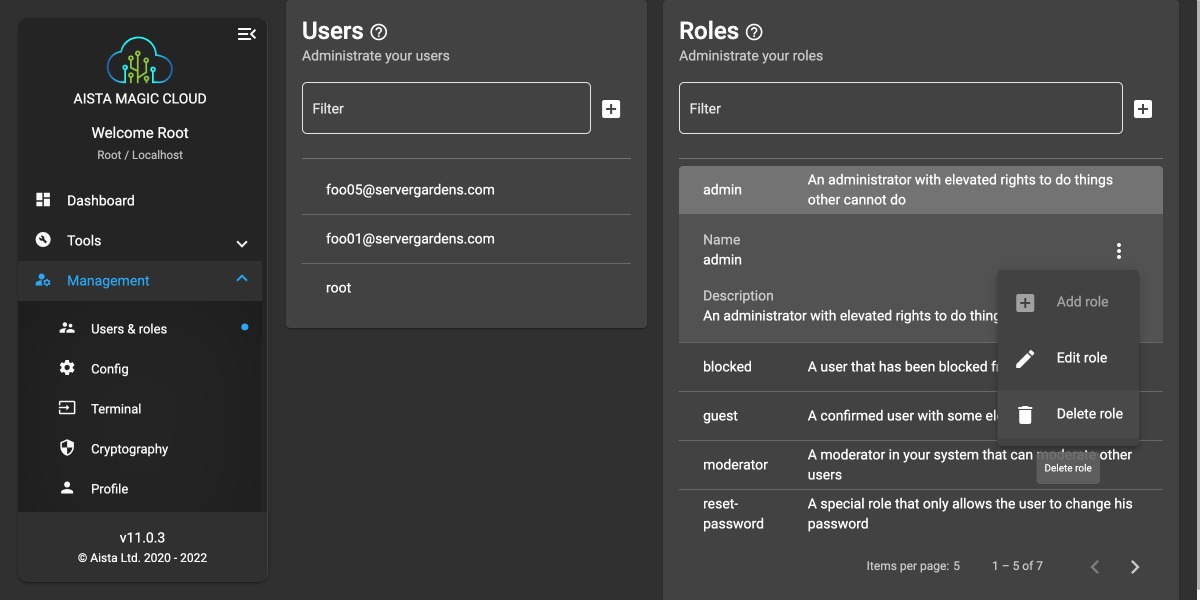 AISTA MAGIC CLOUD
Welcome Root
Root / Localhost
Dashboard
Tools
Management
Users & roles
Config
Terminal
Cryptography
Profile
v11.0.3
© Aista Ltd. 2020 - 2022
Users
Administrate your users
Filter
foo05@servergardens.com
foo01@servergardens.com
root
Roles
Administrate your roles
Filter
admin
An administrator with elevated rights to do things
other cannot do
Name
admin
Description
An administrator with elevated rights to do thing
Add role
Edit role
Delete role
blocked
A user that has been blocked
guest
A confirmed user with some
moderator
A moderator in your system that can moderate other
users
Delete role
reset-
password
A special role that only allows the user to change his
password
Items per page: 5
1 – 5 of 7